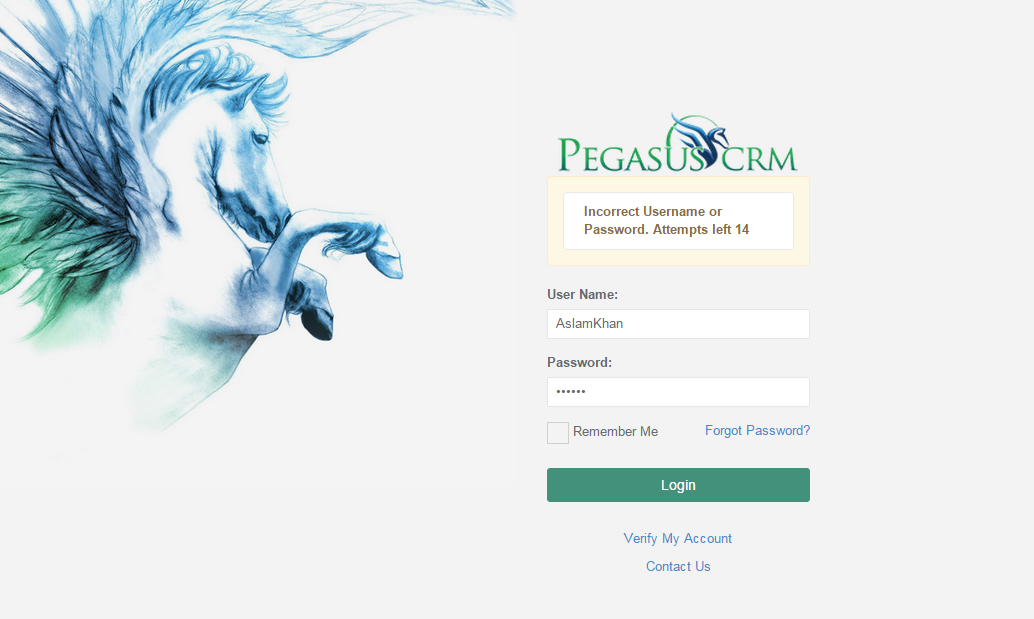 PEGASUS CRM
Incorrect Username or
Password. Attempts left 14
User Name:
AslamKhan
Password:
••••••
Remember Me
Forgot Password?
Login
Verify My Account
Contact Us